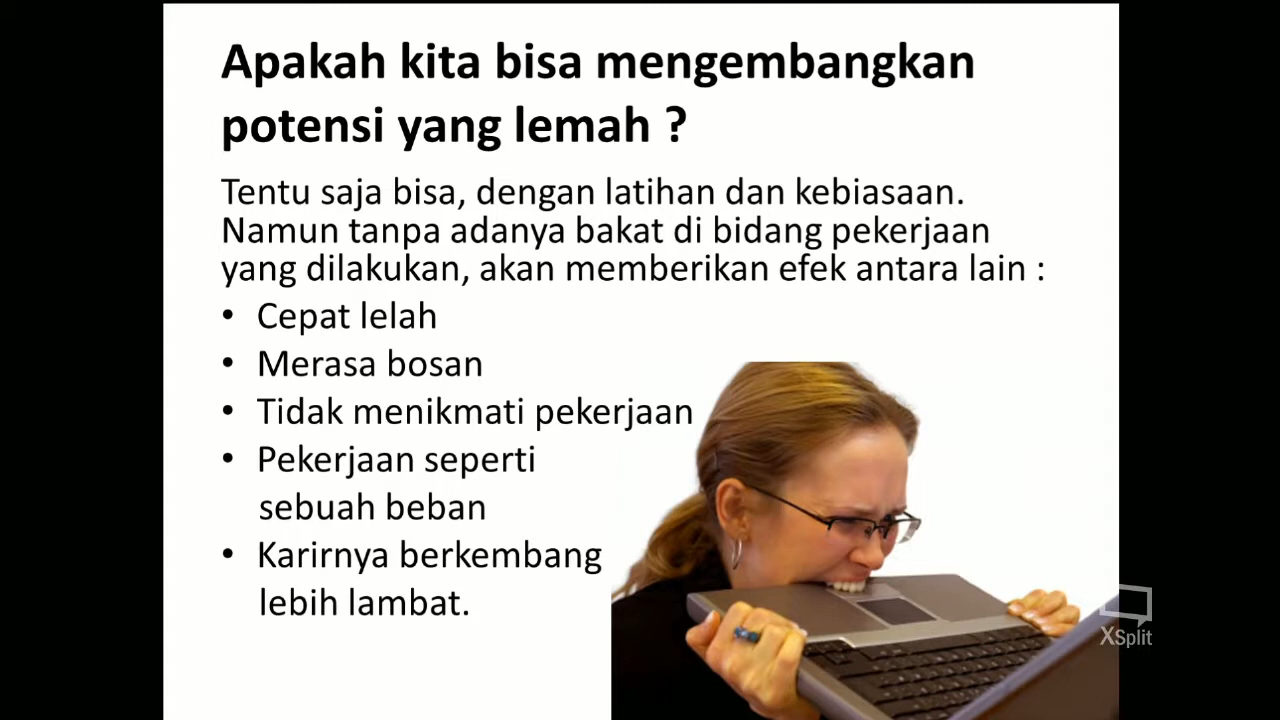 Apakah kita bisa mengembangkan
potensi yang lemah ?
Tentu saja bisa, dengan latihan dan kebiasaan.
Namun tanpa adanya bakat di bidang pekerjaan
yang dilakukan, akan memberikan efek antara lain :
• Cepat lelah
• Merasa bosan
• Tidak menikmati pekerjaan
• Pekerjaan seperti
sebuah beban
• Karirnya berkembang
lebih lambat.
XSplit